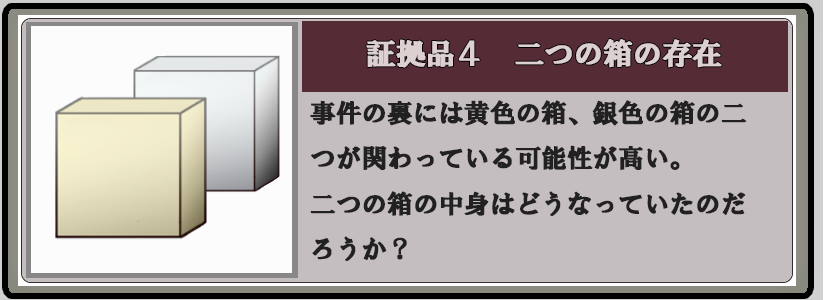 証拠品４　二つの箱の存在
事件の裏には黄色の箱、銀色の箱の二
つが関わっている可能性が高い。
二つの箱の中身はどうなっていたのだ
ろうか？